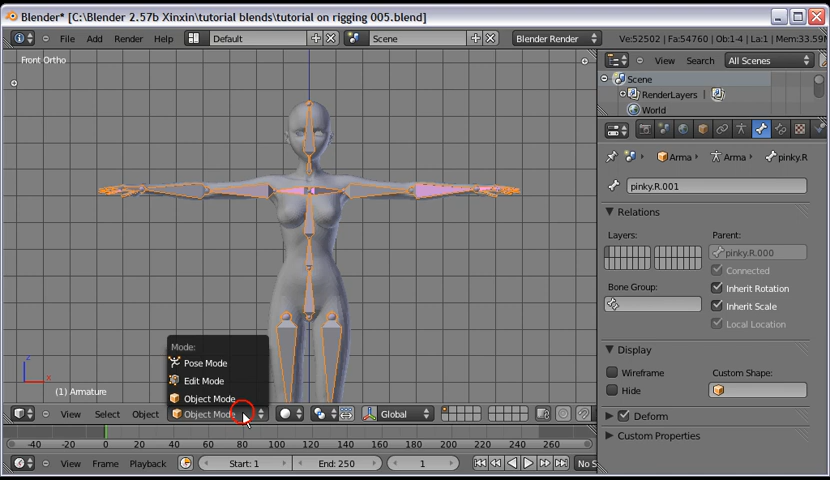 Blender* [C:\Blender 2.57b Xinxin\tutorial blends\tutorial on rigging 005.blend]
File Add Render Help Default Scene Blender Render Ve:52502 | Fa:54760 | Ob:1-4 | La:1 | Mem:33.59
Front Ortho
View Search All Scenes
Scene
RenderLayers |
World
Arma Arma pinky.R
pinky.R.001
Relations
Layers: Parent:
pinky.R.000
Connected
Bone Group: Inherit Rotation
Inherit Scale
Local Location
Display
Wireframe Custom Shape:
Hide
Deform
Custom Properties
Mode:
Pose Mode
Edit Mode
Object Mode
z
x
(1) Armature
View Select Object Object Mode Global
-40 -20 0 20 40 60 80 100 120 140 160 180 200 220 240 260
View Frame Playback Start: 1 End: 250 1 No S